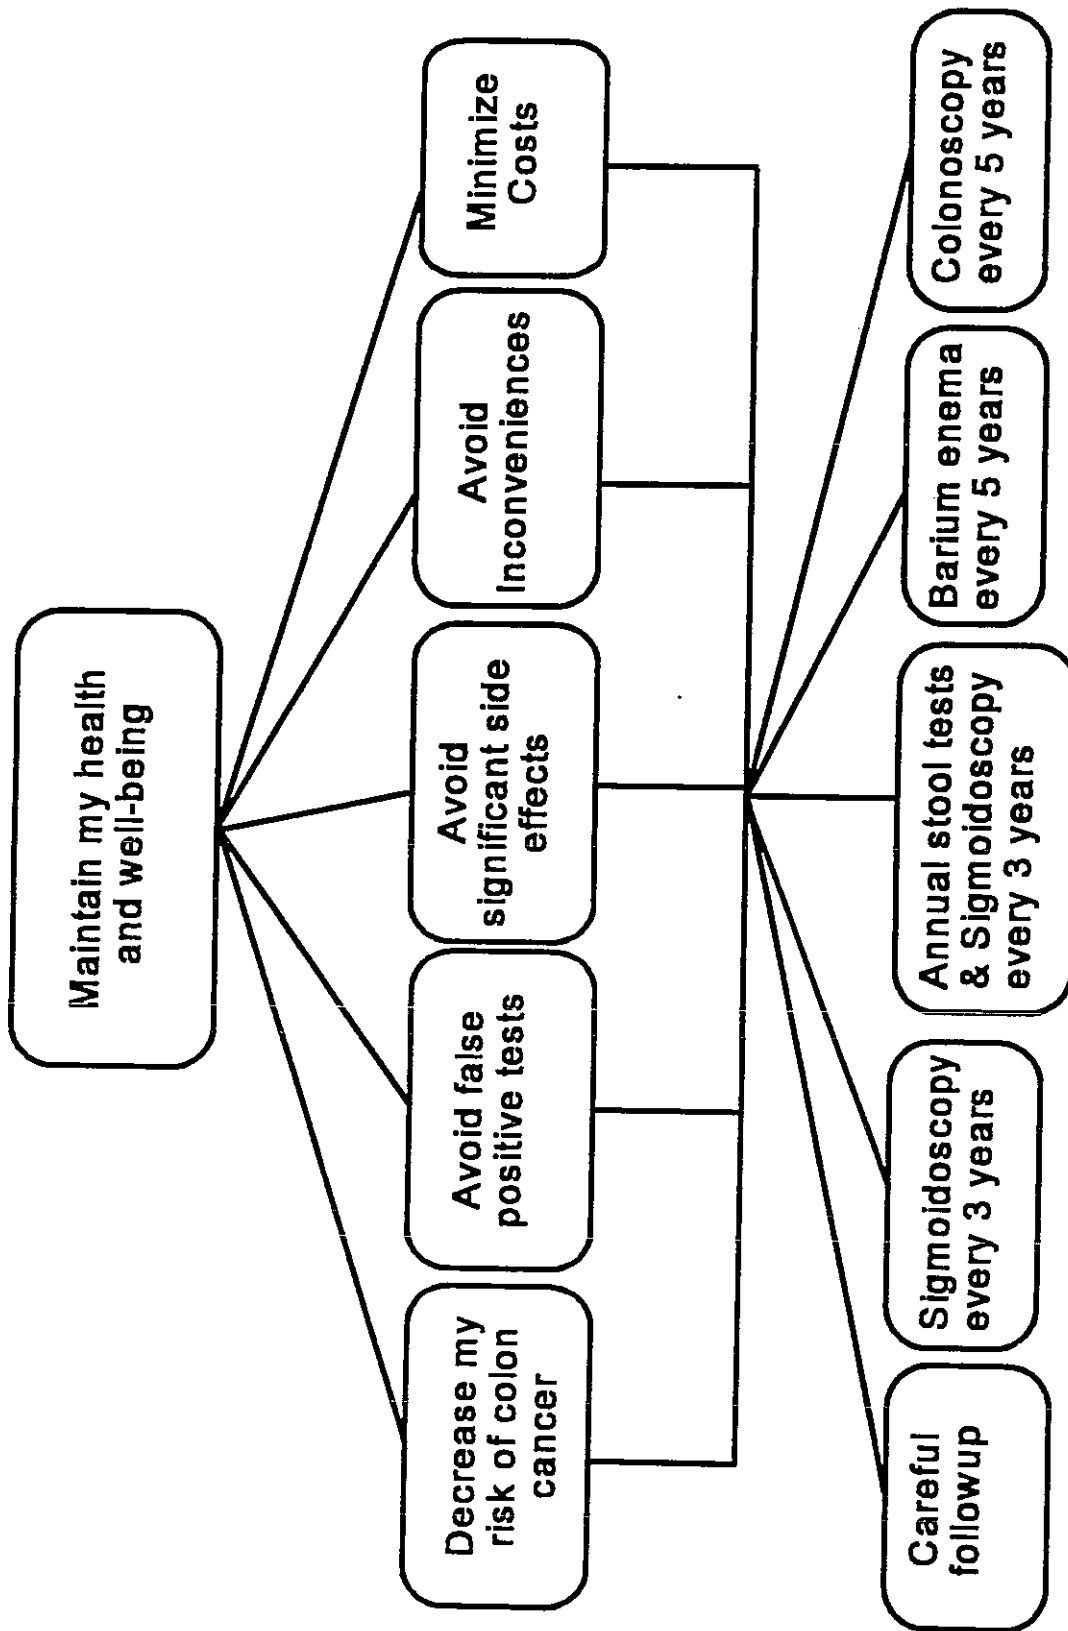 Maintain my health
and well-being
Decrease my
risk of colon
cancer
Avoid false
positive tests
Avoid
significant side
effects
Avoid
Inconveniences
Minimize
Costs
Careful
followup
Sigmoidoscopy
every 3 years
Annual stool tests
& Sigmoidoscopy
every 3 years
Barium enema
every 5 years
Colonoscopy
every 5 years